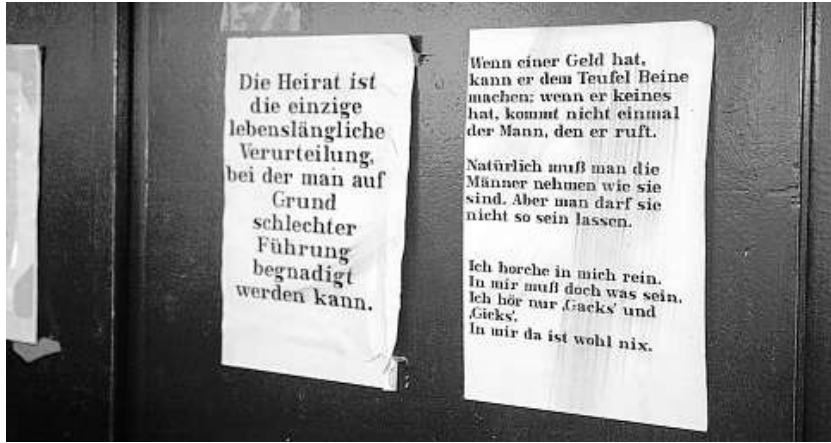 Die Heirat ist
die einzige
lebenslängliche
Verurteilung,
bei der man auf
Grund
schlechter
Führung
begnadigt
werden kann.
Wenn einer Geld hat,
kann er dem Teufel Beine
machen; wenn er keines
hat, kommt nicht einmal
der Mann, den er ruft.
Natürlich muß man die
Männer nehmen wie sie
sind. Aber man darf sie
nicht so sein lassen.
Ich horche in mich rein.
In mir muß doch was sein.
Ich hör nur ‚Gacks' und
‚Gicks'.
In mir da ist wohl nix.